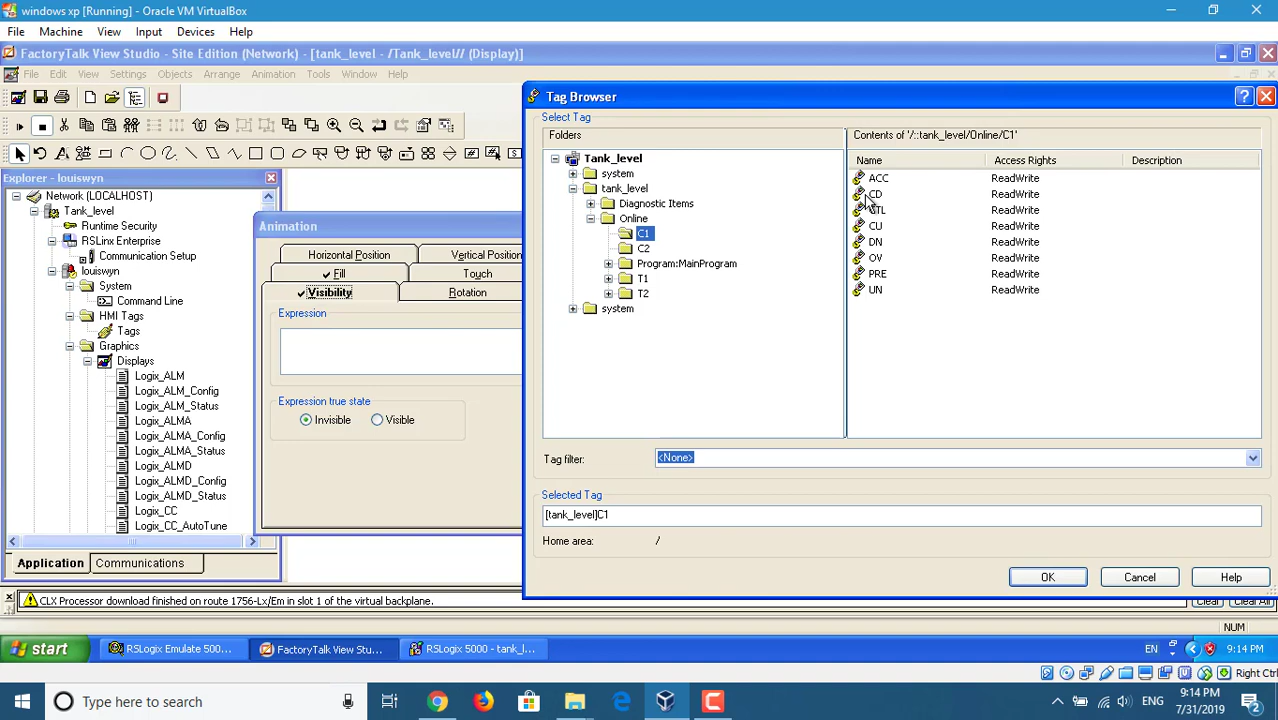 windows xp [Running] - Oracle VM VirtualBox
File Machine View Input Devices Help
FactoryTalk View Studio - Site Edition (Network) - [tank_level - /Tank_level// (Display)]
File Edit View Settings Objects Arrange Animation Tools Window Help
Explorer - louiswyn
Network (LOCALHOST)
Tank_level
Runtime Security
RSLinx Enterprise
Communication Setup
louiswyn
System
Command Line
HMI Tags
Tags
Graphics
Displays
Logix_ALM
Logix_ALM_Config
Logix_ALM_Status
Logix_ALMA
Logix_ALMA_Config
Logix_ALMA_Status
Logix_ALMD
Logix_ALMD_Config
Logix_ALMD_Status
Logix_CC
Logix_CC_AutoTune
Application Communications
Animation
Horizontal Position Vertical Position
Fill Touch
Visibility Rotation
Expression
Expression true state
Invisible Visible
Tag Browser
Select Tag
Folders
Tank_level
system
tank_level
Diagnostic Items
Online
C1
C2
Program:MainProgram
T1
T2
system
Contents of '/::tank_level/Online/C1'
Name Access Rights Description
ACC ReadWrite
CD ReadWrite
TL ReadWrite
CU ReadWrite
DN ReadWrite
OV ReadWrite
PRE ReadWrite
UN ReadWrite
Tag filter: <None>
Selected Tag
[tank_level]C1
Home area: /
OK Cancel Help
CLX Processor download finished on route 1756-Lx/Em in slot 1 of the virtual backplane.
Clear Clear All
NUM
start RSLogix Emulate 500... FactoryTalk View Stu... RSLogix 5000 - tank_l... EN 9:14 PM
Right Ctrl
Type here to search
ENG 9:14 PM
7/31/2019
2